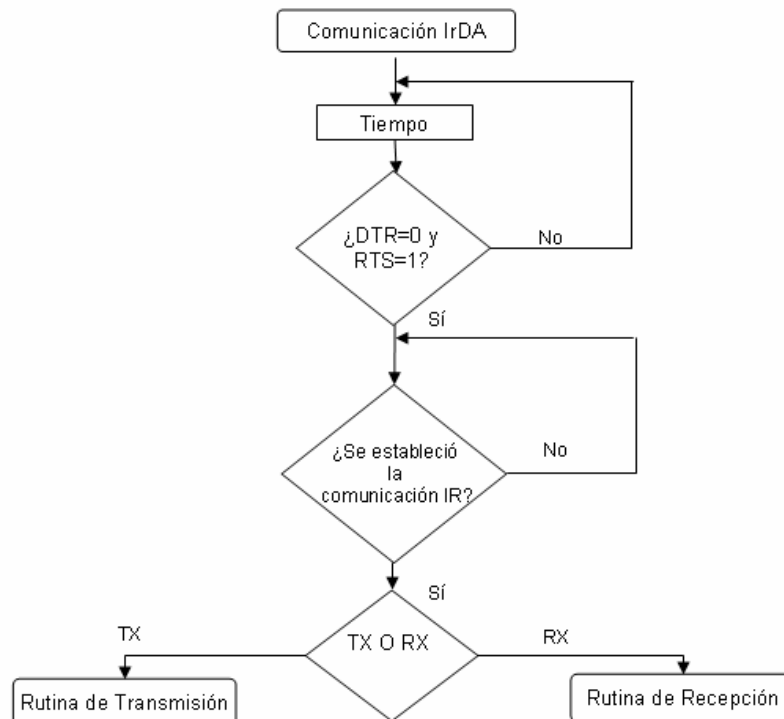 Comunicación IrDA
Tiempo
¿DTR=0 y
RTS=1?
No
Sí
¿Se estableció
la
comunicación IR?
No
Sí
TX
TX O RX
RX
Rutina de Transmisión
Rutina de Recepción